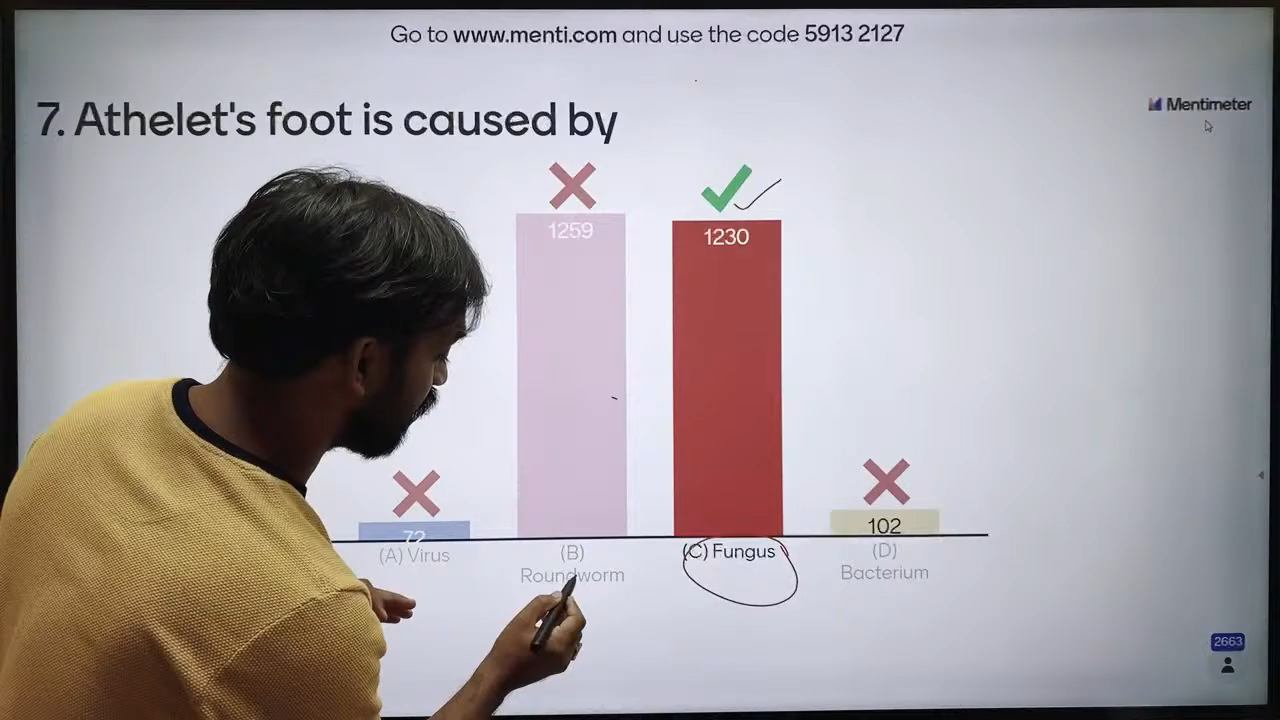 Go to www.menti.com and use the code 5913 2127
Mentimeter
7. Athelet's foot is caused by
1259
1230
72
102
(A) Virus
(B)
Roundworm
(C) Fungus
(D)
Bacterium
2663